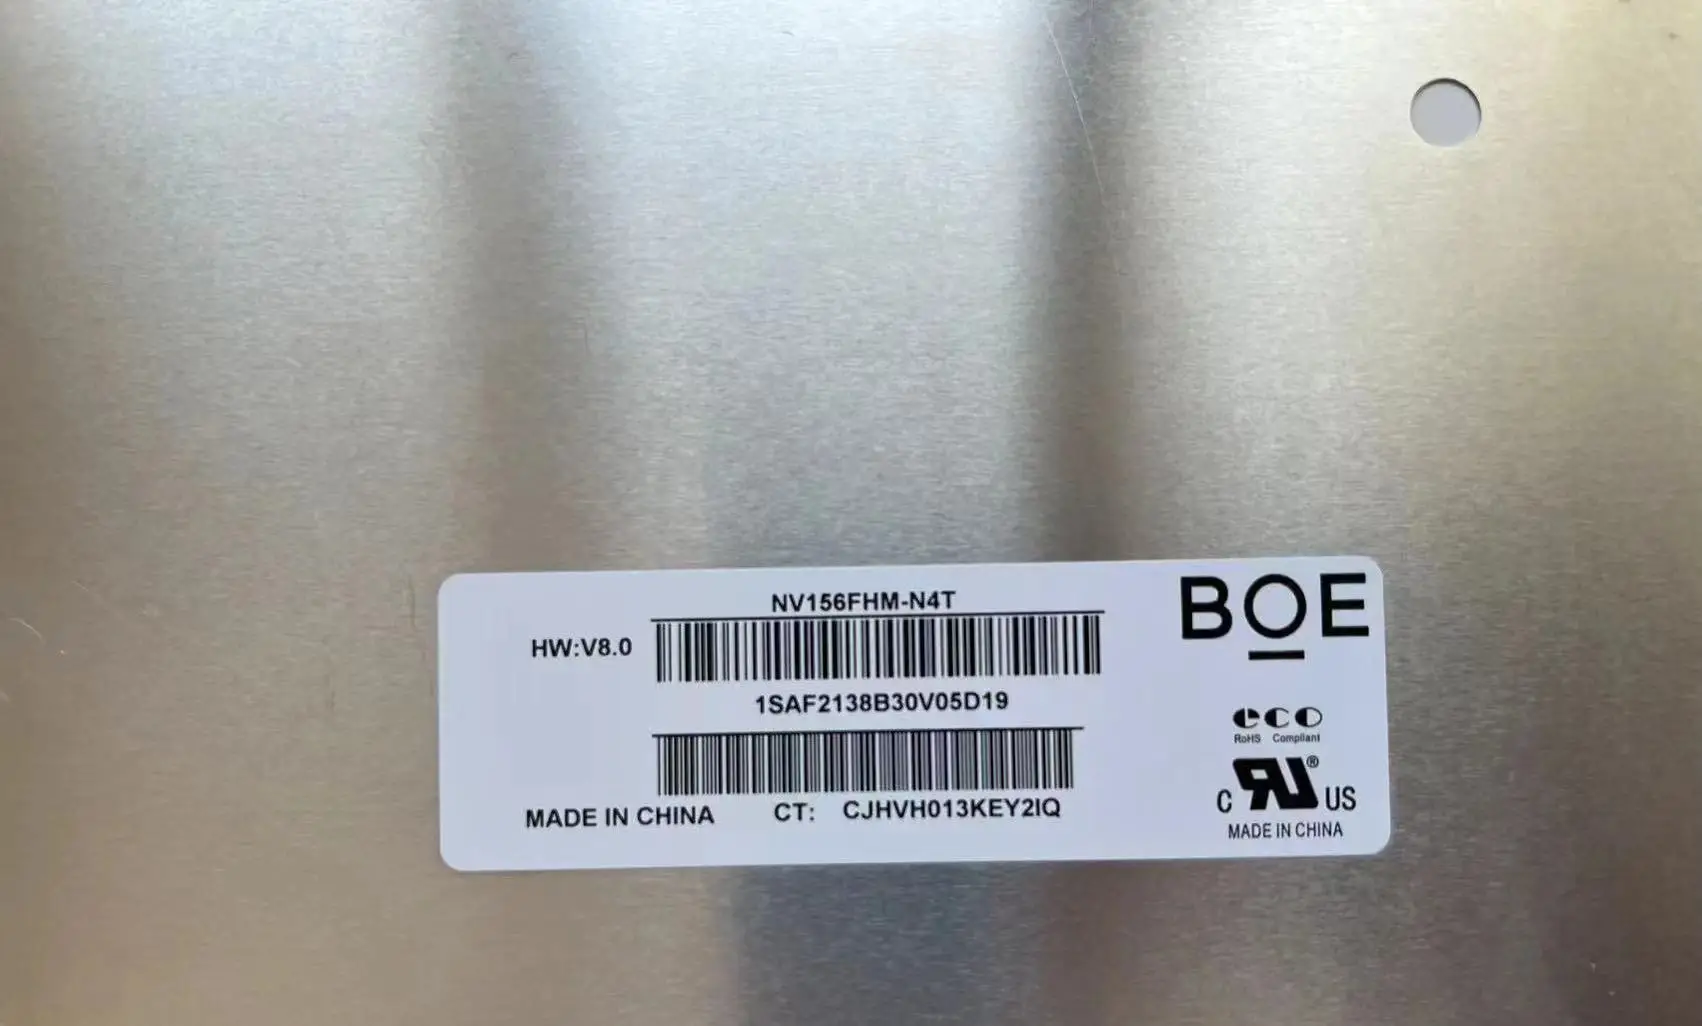 NV156FHM-N4T
HW:V8.0
1SAF2138B30V05D19
MADE IN CHINA CT: CJHVH013KEY2IQ
BOE
eco
RoHS Compliant
C RU® US
MADE IN CHINA